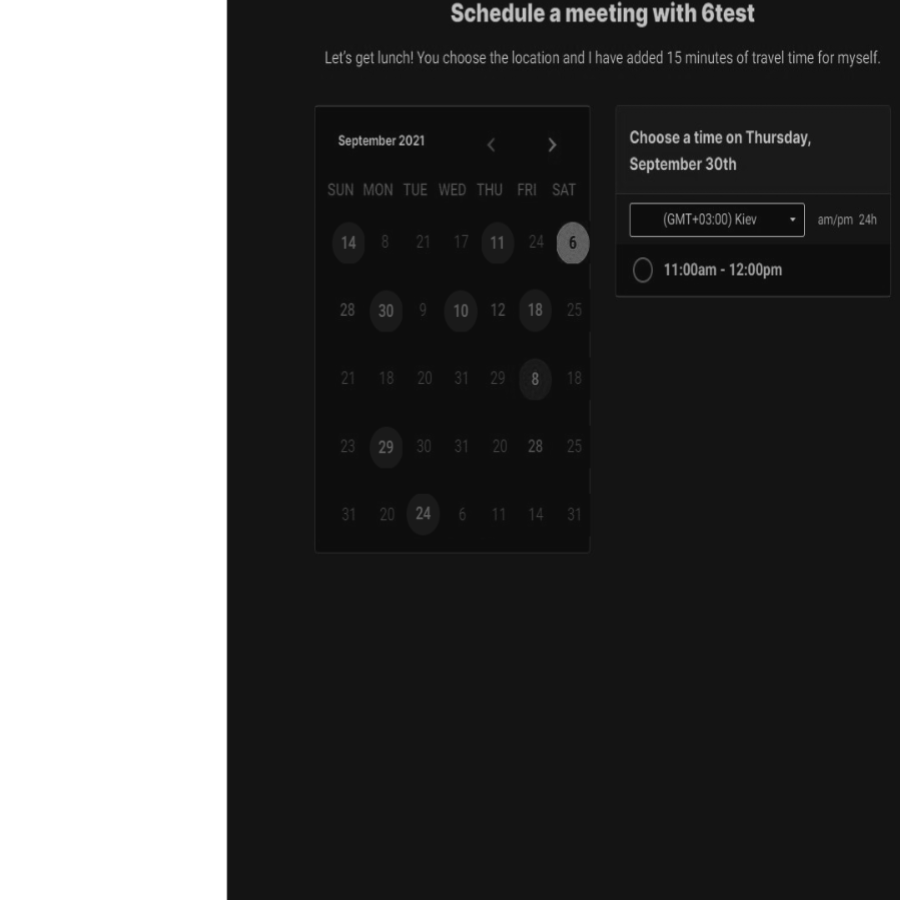 Schedule a meeting with 6test
Let's get lunch! You choose the location and I have added 15 minutes of travel time for myself.
September 2021
SUN MON TUE WED THU FRI SAT
14 8 21 17 11 24 6
28 30 9 10 12 18 25
21 18 20 31 29 8 18
23 29 30 31 20 28 25
31 20 24 6 11 14 31
Choose a time on Thursday,
September 30th
(GMT+03:00) Kiev am/pm 24h
11:00am - 12:00pm